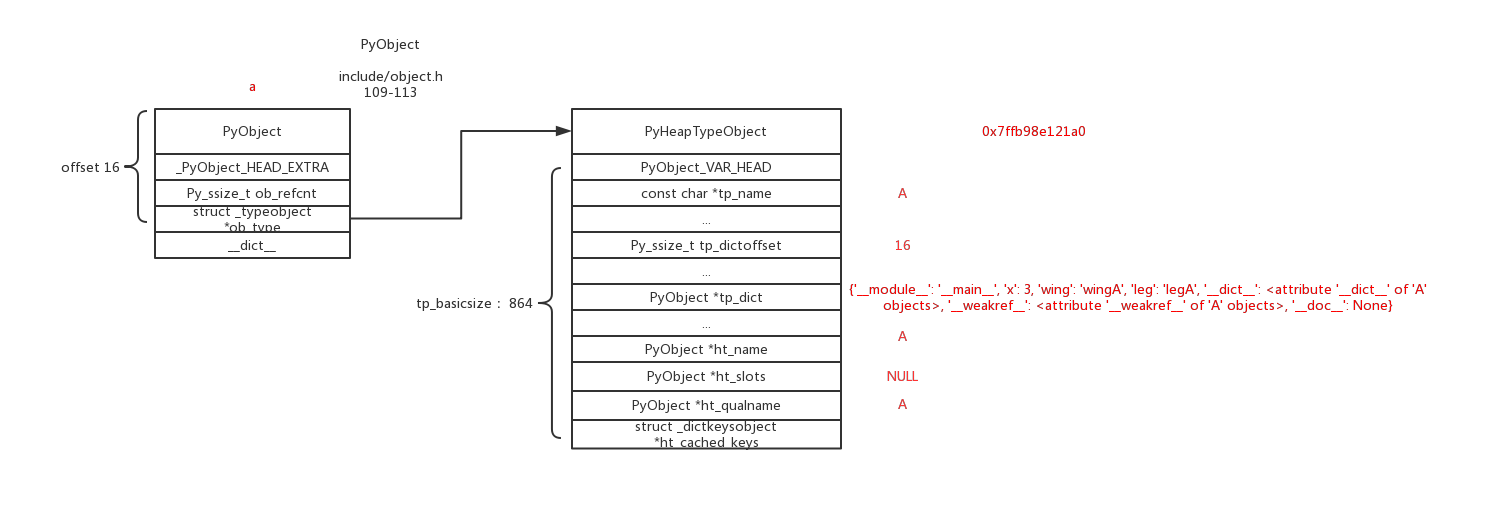 PyObject
include/object.h
109-113
a
PyObject
offset 16
_PyObject_HEAD_EXTRA
Py_ssize_t ob_refcnt
struct _typeobject
*ob_type
__dict__
PyHeapTypeObject
0x7ffb98e121a0
PyObject_VAR_HEAD
const char *tp_name
A
...
Py_ssize_t tp_dictoffset
16
...
tp_basicsize： 864
PyObject *tp_dict
{'__module__': '__main__', 'x': 3, 'wing': 'wingA', 'leg': 'legA', '__dict__': <attribute '__dict__' of 'A'
objects>, '__weakref__': <attribute '__weakref__' of 'A' objects>, '__doc__': None}
...
PyObject *ht_name
A
PyObject *ht_slots
NULL
PyObject *ht_qualname
A
struct _dictkeysobject
*ht_cached_keys